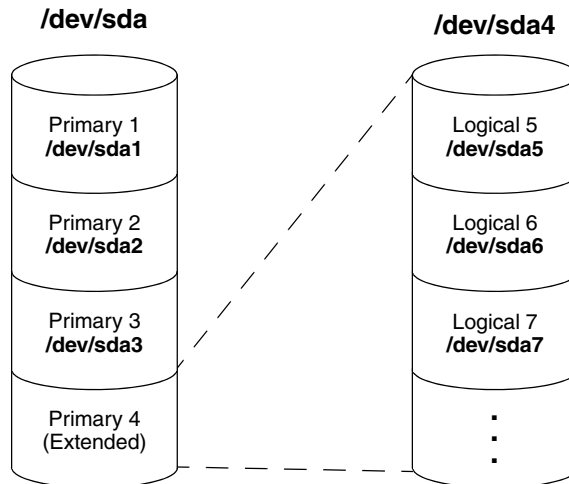 /dev/sda
Primary 1
/dev/sda1
Primary 2
/dev/sda2
Primary 3
/dev/sda3
Primary 4
(Extended)
/dev/sda4
Logical 5
/dev/sda5
Logical 6
/dev/sda6
Logical 7
/dev/sda7